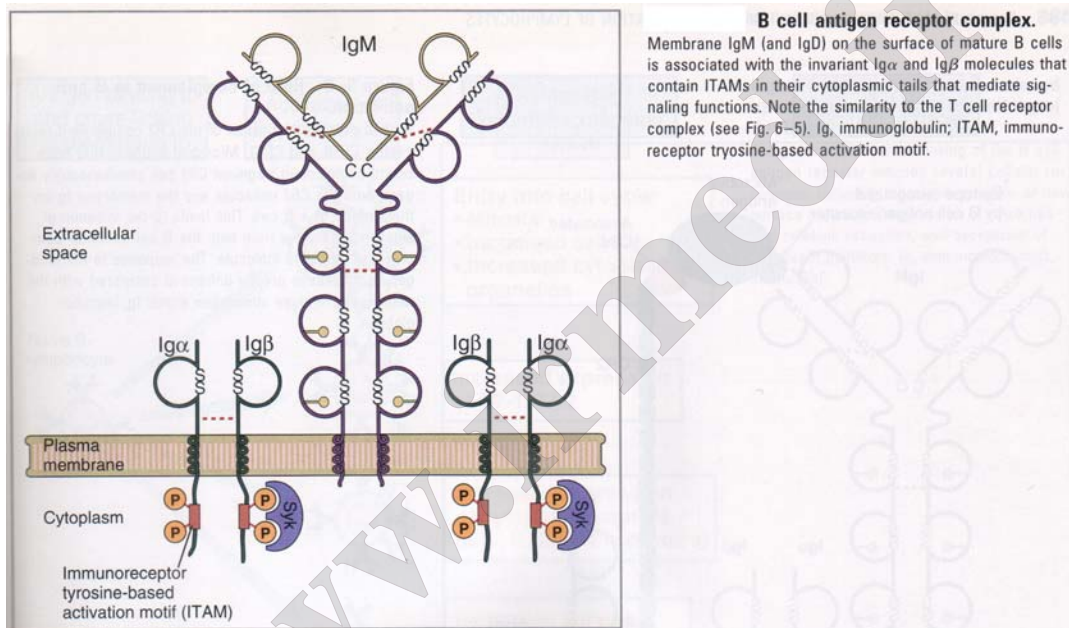 B cell antigen receptor complex.
Membrane IgM (and IgD) on the surface of mature B cells
is associated with the invariant Igα and Igβ molecules that
contain ITAMs in their cytoplasmic tails that mediate sig-
naling functions. Note the similarity to the T cell receptor
complex (see Fig. 6–5). Ig, immunoglobulin; ITAM, immuno-
receptor tryosine-based activation motif.
IgM
C C
Extracellular
space
Igα
Igβ
Igβ
Igα
Plasma
membrane
Cytoplasm
P
P
P
P
Syk
P
P
P
P
Syk
Immunoreceptor
tyrosine-based
activation motif (ITAM)